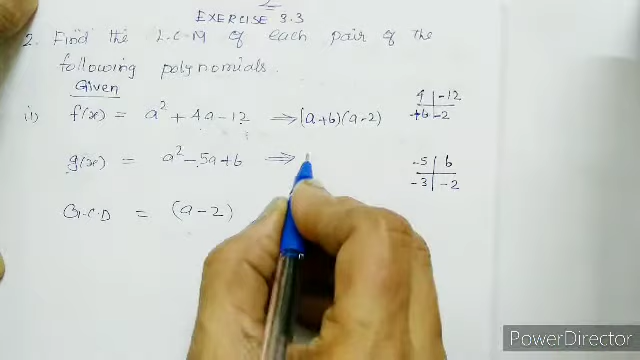 EXERCISE 3.3
2. Find the L.C.M of each pair of the
following polynomials.
Given
ii) f(x) = a² + 4a - 12 ⇒ (a+6)(a-2)
4 -12
+6 -2
g(x) = a² - 5a + 6 ⇒
-5 6
-3 -2
G.C.D = (a-2)
PowerDirector